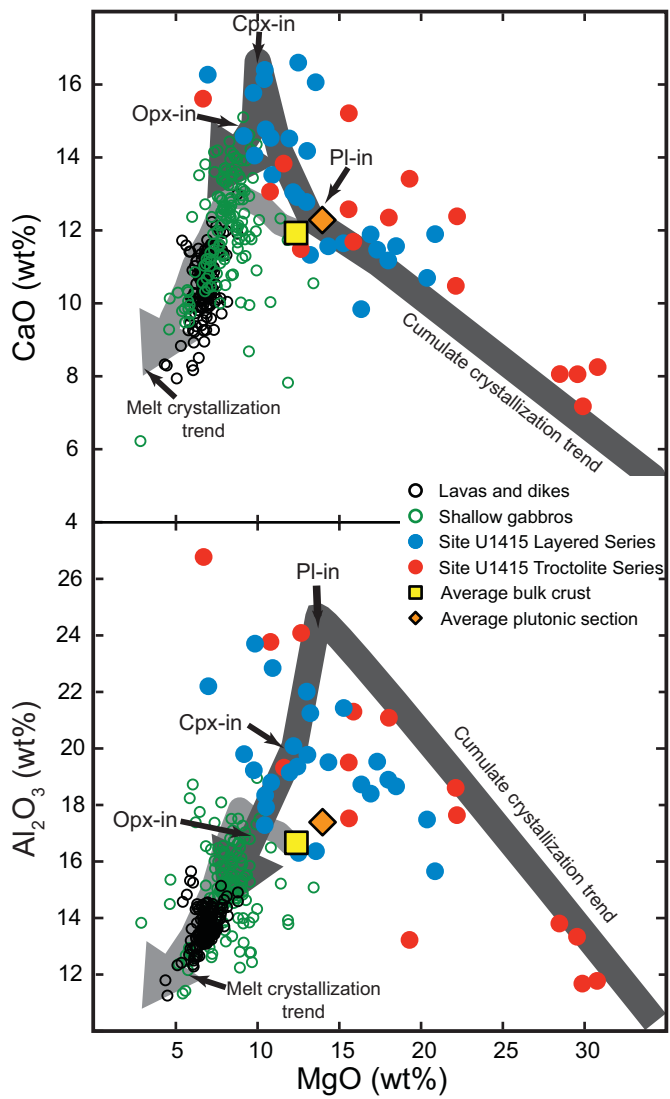 Cpx-in
16
Opx-in
14
Pl-in
12
CaO (wt%)
10
Cumulate crystallization trend
8
Melt crystallization
trend
6
4
Lavas and dikes
Shallow gabbros
Site U1415 Layered Series
Site U1415 Troctolite Series
Average bulk crust
Average plutonic section
26
Pl-in
24
22
Cpx-in
20
Al₂O₃ (wt%)
18
Cumulate crystallization trend
Opx-in
16
14
12
Melt crystallization
trend
5 10 15 20 25 30
MgO (wt%)